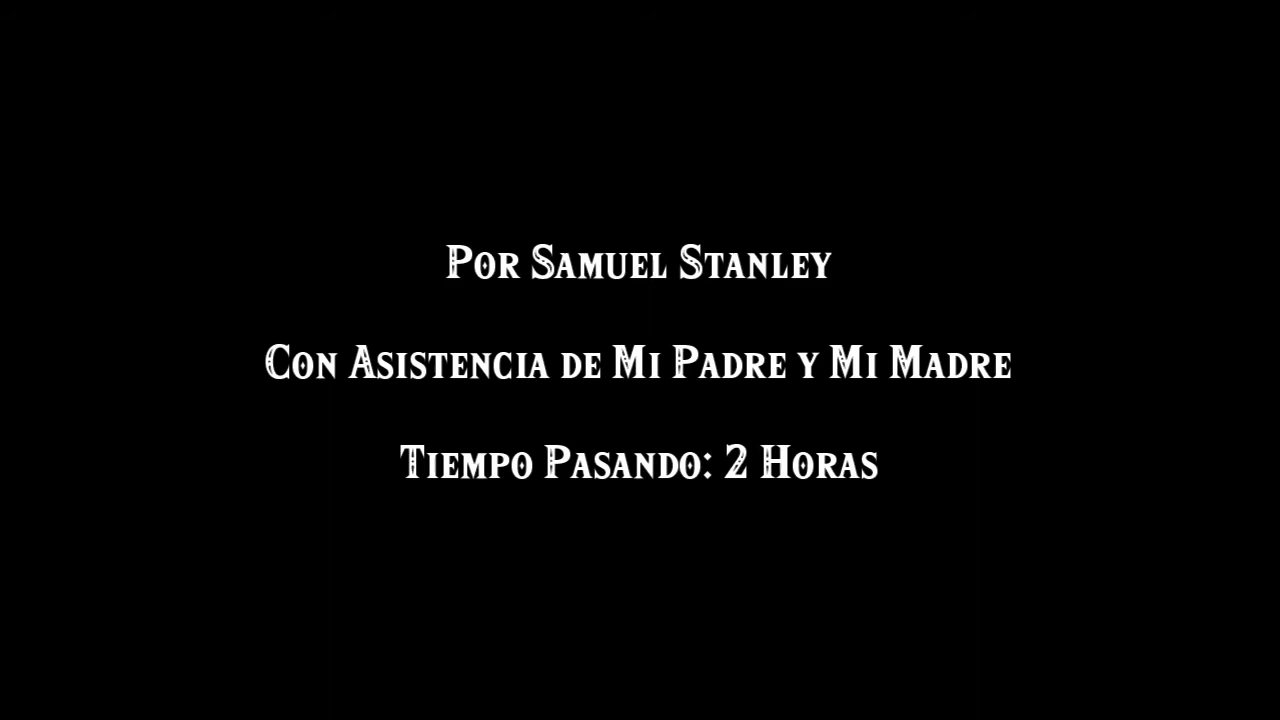 Por Samuel Stanley
Con Asistencia de Mi Padre y Mi Madre
Tiempo Pasando: 2 Horas